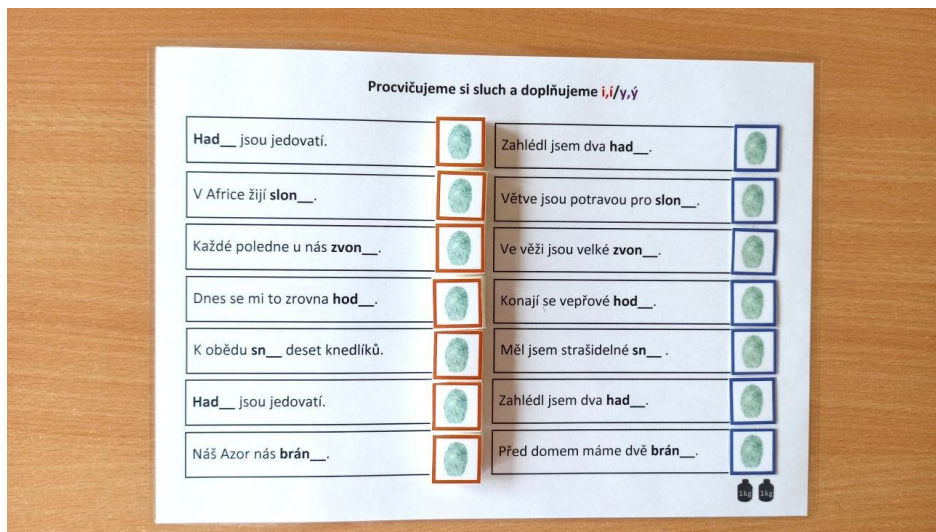 Procvičujeme si sluch a doplňujeme i,í/y,ý
Had__ jsou jedovatí.
V Africe žijí slon__.
Každé poledne u nás zvon__.
Dnes se mi to zrovna hod__.
K obědu sn__ deset knedlíků.
Had__ jsou jedovatí.
Náš Azor nás brán__.
Zahlédl jsem dva had__.
Větve jsou potravou pro slon__.
Ve věži jsou velké zvon__.
Konají se vepřové hod__.
Měl jsem strašidelné sn__ .
Zahlédl jsem dva had__.
Před domem máme dvě brán__.
1kg 1kg